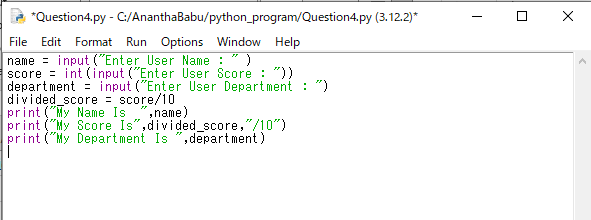 *Question4.py - C:/AnanthaBabu/python_program/Question4.py (3.12.2)*
File Edit Format Run Options Window Help
name = input("Enter User Name : " )
score = int(input("Enter User Score : "))
department = input("Enter User Department : ")
divided_score = score/10
print("My Name Is  ",name)
print("My Score Is",divided_score,"/10")
print("My Department Is ",department)